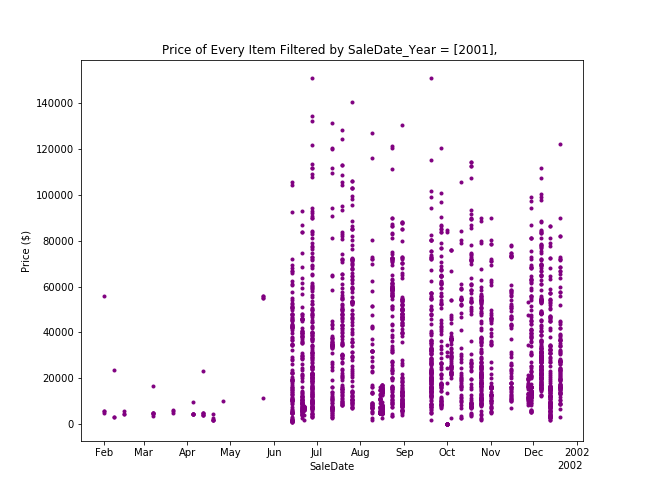 Price of Every Item Filtered by SaleDate_Year = [2001],
140000
120000
100000
80000
60000
40000
20000
0
Price ($)
Feb Mar Apr May Jun Jul Aug Sep Oct Nov Dec 2002
SaleDate
2002